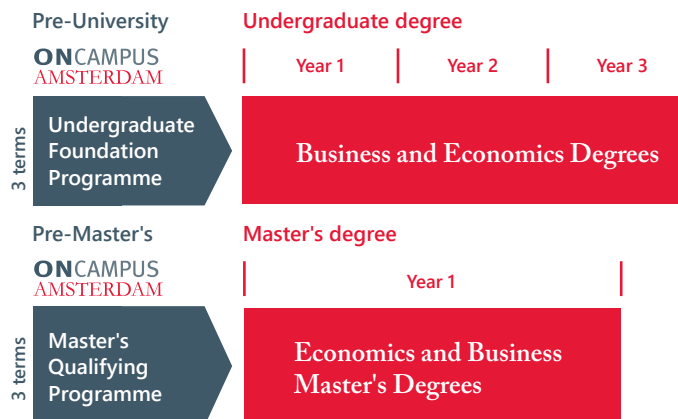 Pre-University
Undergraduate degree
ONCAMPUS
AMSTERDAM
Year 1
Year 2
Year 3
3 terms
Undergraduate
Foundation
Programme
Business and Economics Degrees
Pre-Master's
Master's degree
ONCAMPUS
AMSTERDAM
Year 1
3 terms
Master's
Qualifying
Programme
Economics and Business
Master's Degrees